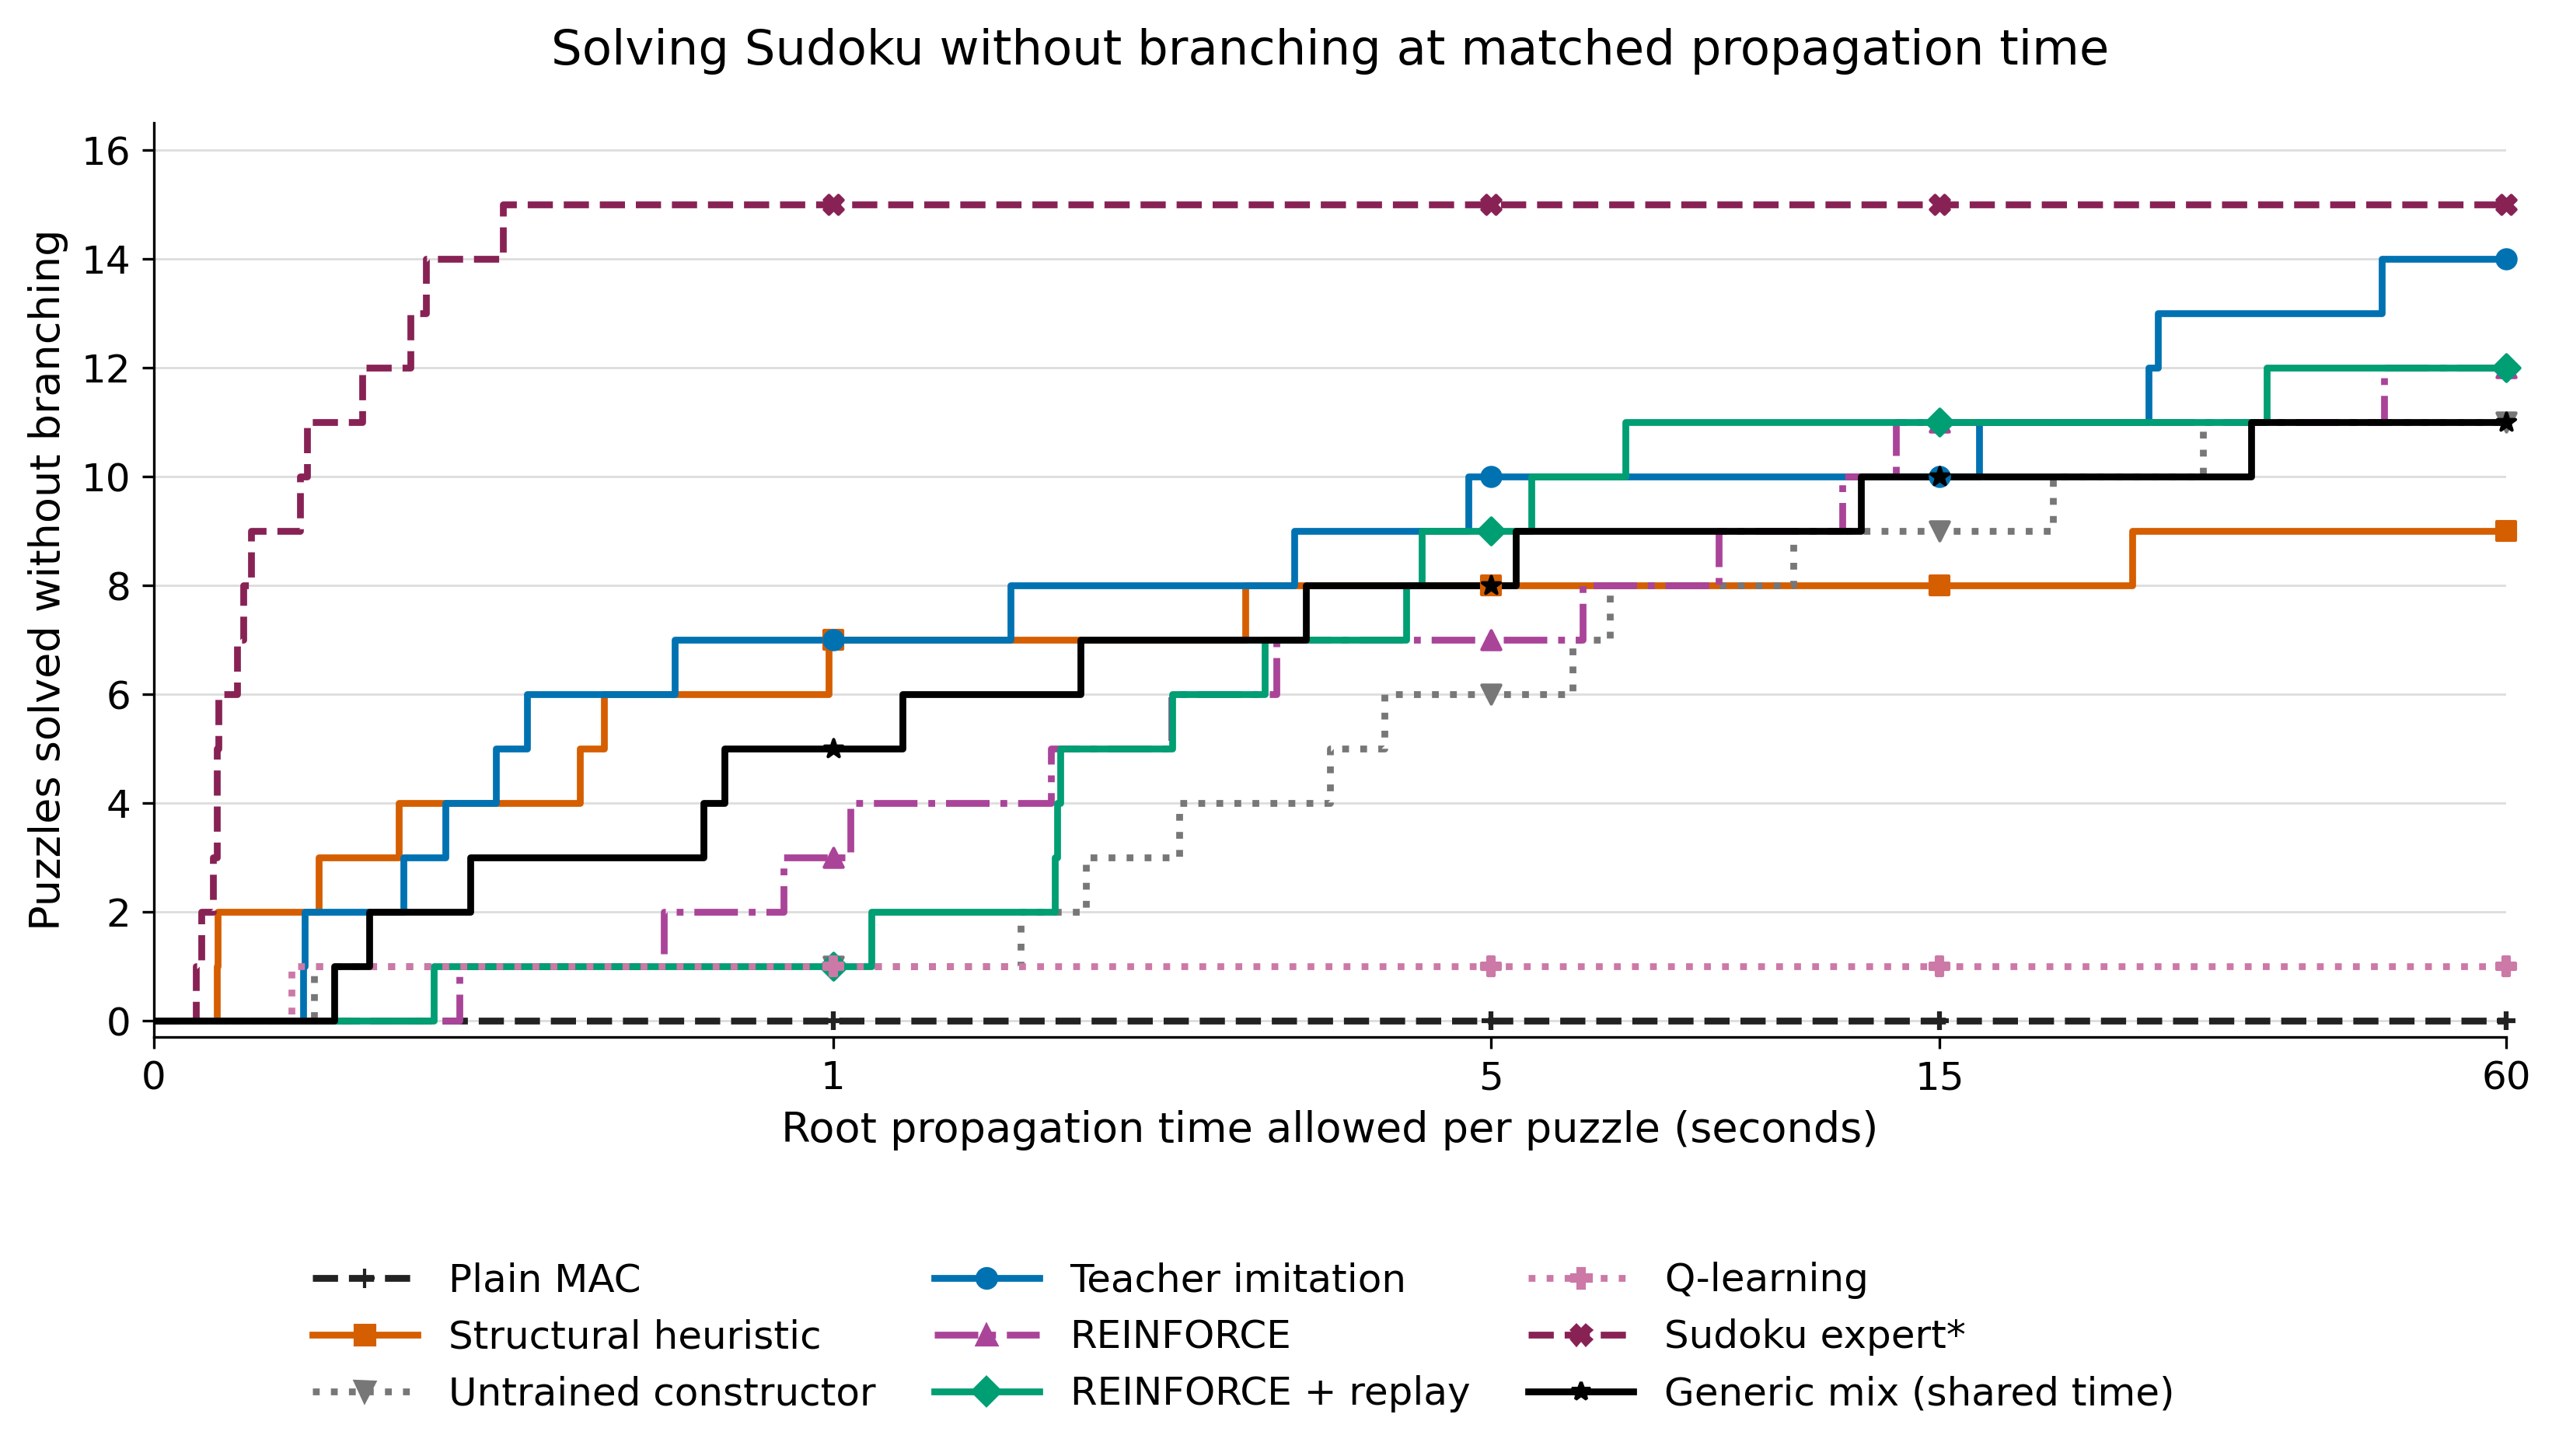 Solving Sudoku without branching at matched propagation time
Puzzles solved without branching
16
14
12
10
8
6
4
2
0
0 1 5 15 60
Root propagation time allowed per puzzle (seconds)
Plain MAC
Structural heuristic
Untrained constructor
Teacher imitation
REINFORCE
REINFORCE + replay
Q-learning
Sudoku expert*
Generic mix (shared time)